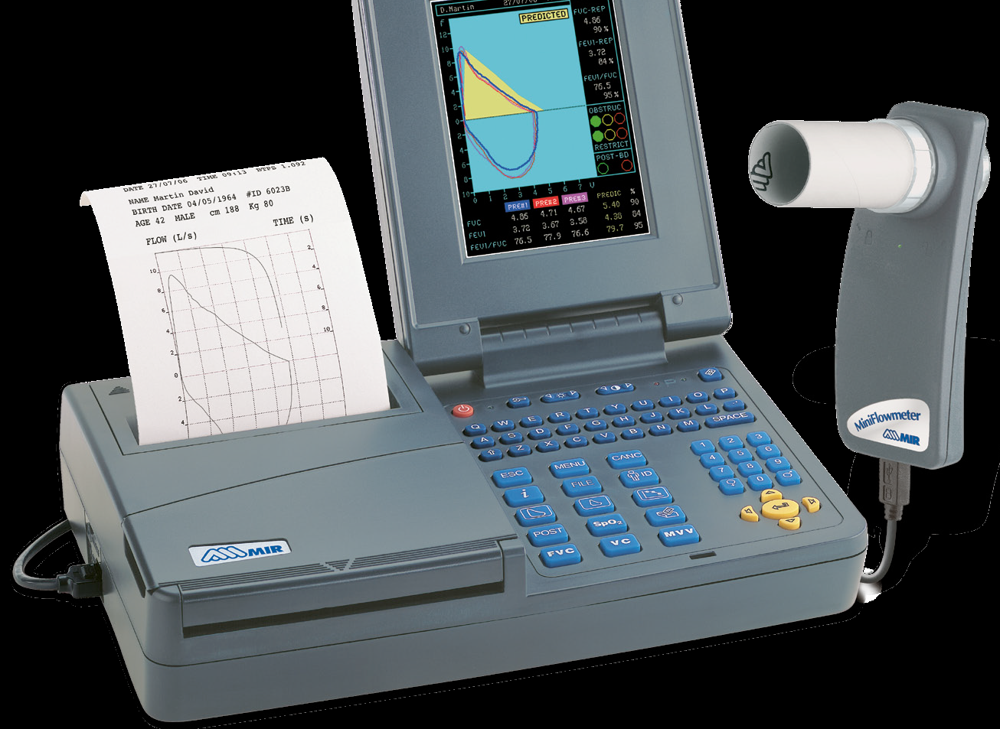 D.Martin 27/07/06
PREDICTED
F
12
10
8
6
4
2
0
2
4
6
8
10
0 1 2 3 4 5 6 7 V
FVC-REP
4.86
90 %
FEV1-REP
3.72
84 %
FEV1/FVC
76.5
95 %
OBSTRUC
RESTRICT
POST-BD
PRE#1 PRE#2 PRE#3 PREDIC %
FVC 4.86 4.71 4.67 5.40 90
FEV1 3.72 3.67 3.58 4.38 84
FEV1/FVC 76.5 77.9 76.6 79.7 95
DATE 27/07/06 TIME 09:13 BTPS 1.092
NAME Martin David
BIRTH DATE 04/05/1964 #ID 6023B
AGE 42 MALE cm 188 Kg 80
FLOW (L/s) TIME (S)
10
8
6
4
2
0
2
4
2
4
6
8
10
Q W E R T Y U I O P
A S D F G H J K L
Z X C V B N M SPACE
ESC MENU CANC
i FILE ID
POST SpO2
FVC VC MVV
1 2 3
4 5 6
7 8 9
0
MIR
MiniFlowmeter
MIR